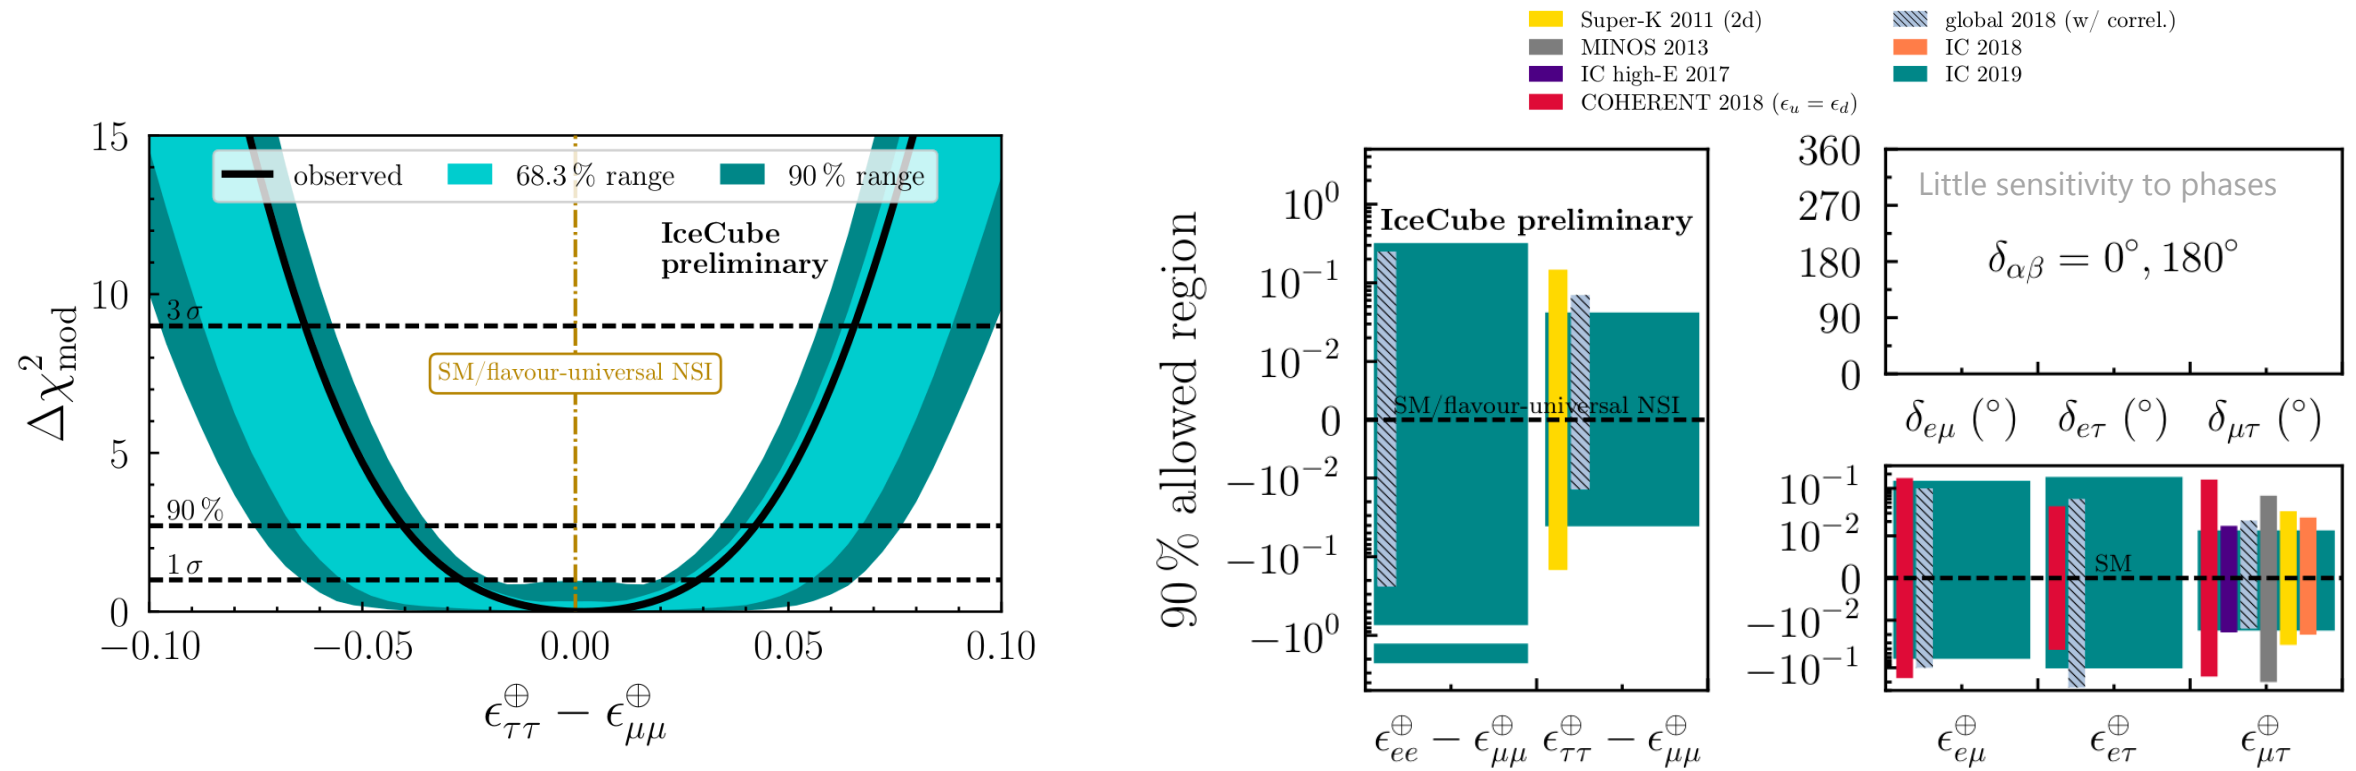 Super-K 2011 (2d)
MINOS 2013
IC high-E 2017
COHERENT 2018 (ϵ_u = ϵ_d)
global 2018 (w/ correl.)
IC 2018
IC 2019
Δχ²_mod
15
10
5
0
observed
68.3 % range
90 % range
IceCube
preliminary
3 σ
SM/flavour-universal NSI
90 %
1 σ
−0.10
−0.05
0.00
0.05
0.10
ϵ^⊕_ττ − ϵ^⊕_μμ
90 % allowed region
10^0
10^−1
10^−2
0
−10^−2
−10^−1
−10^0
IceCube preliminary
SM/flavour-universal NSI
ϵ^⊕_ee − ϵ^⊕_μμ
ϵ^⊕_ττ − ϵ^⊕_μμ
360
270
180
90
0
Little sensitivity to phases
δ_αβ = 0°, 180°
δ_eμ (°)
δ_eτ (°)
δ_μτ (°)
10^−1
10^−2
0
−10^−2
−10^−1
SM
ϵ^⊕_eμ
ϵ^⊕_eτ
ϵ^⊕_μτ